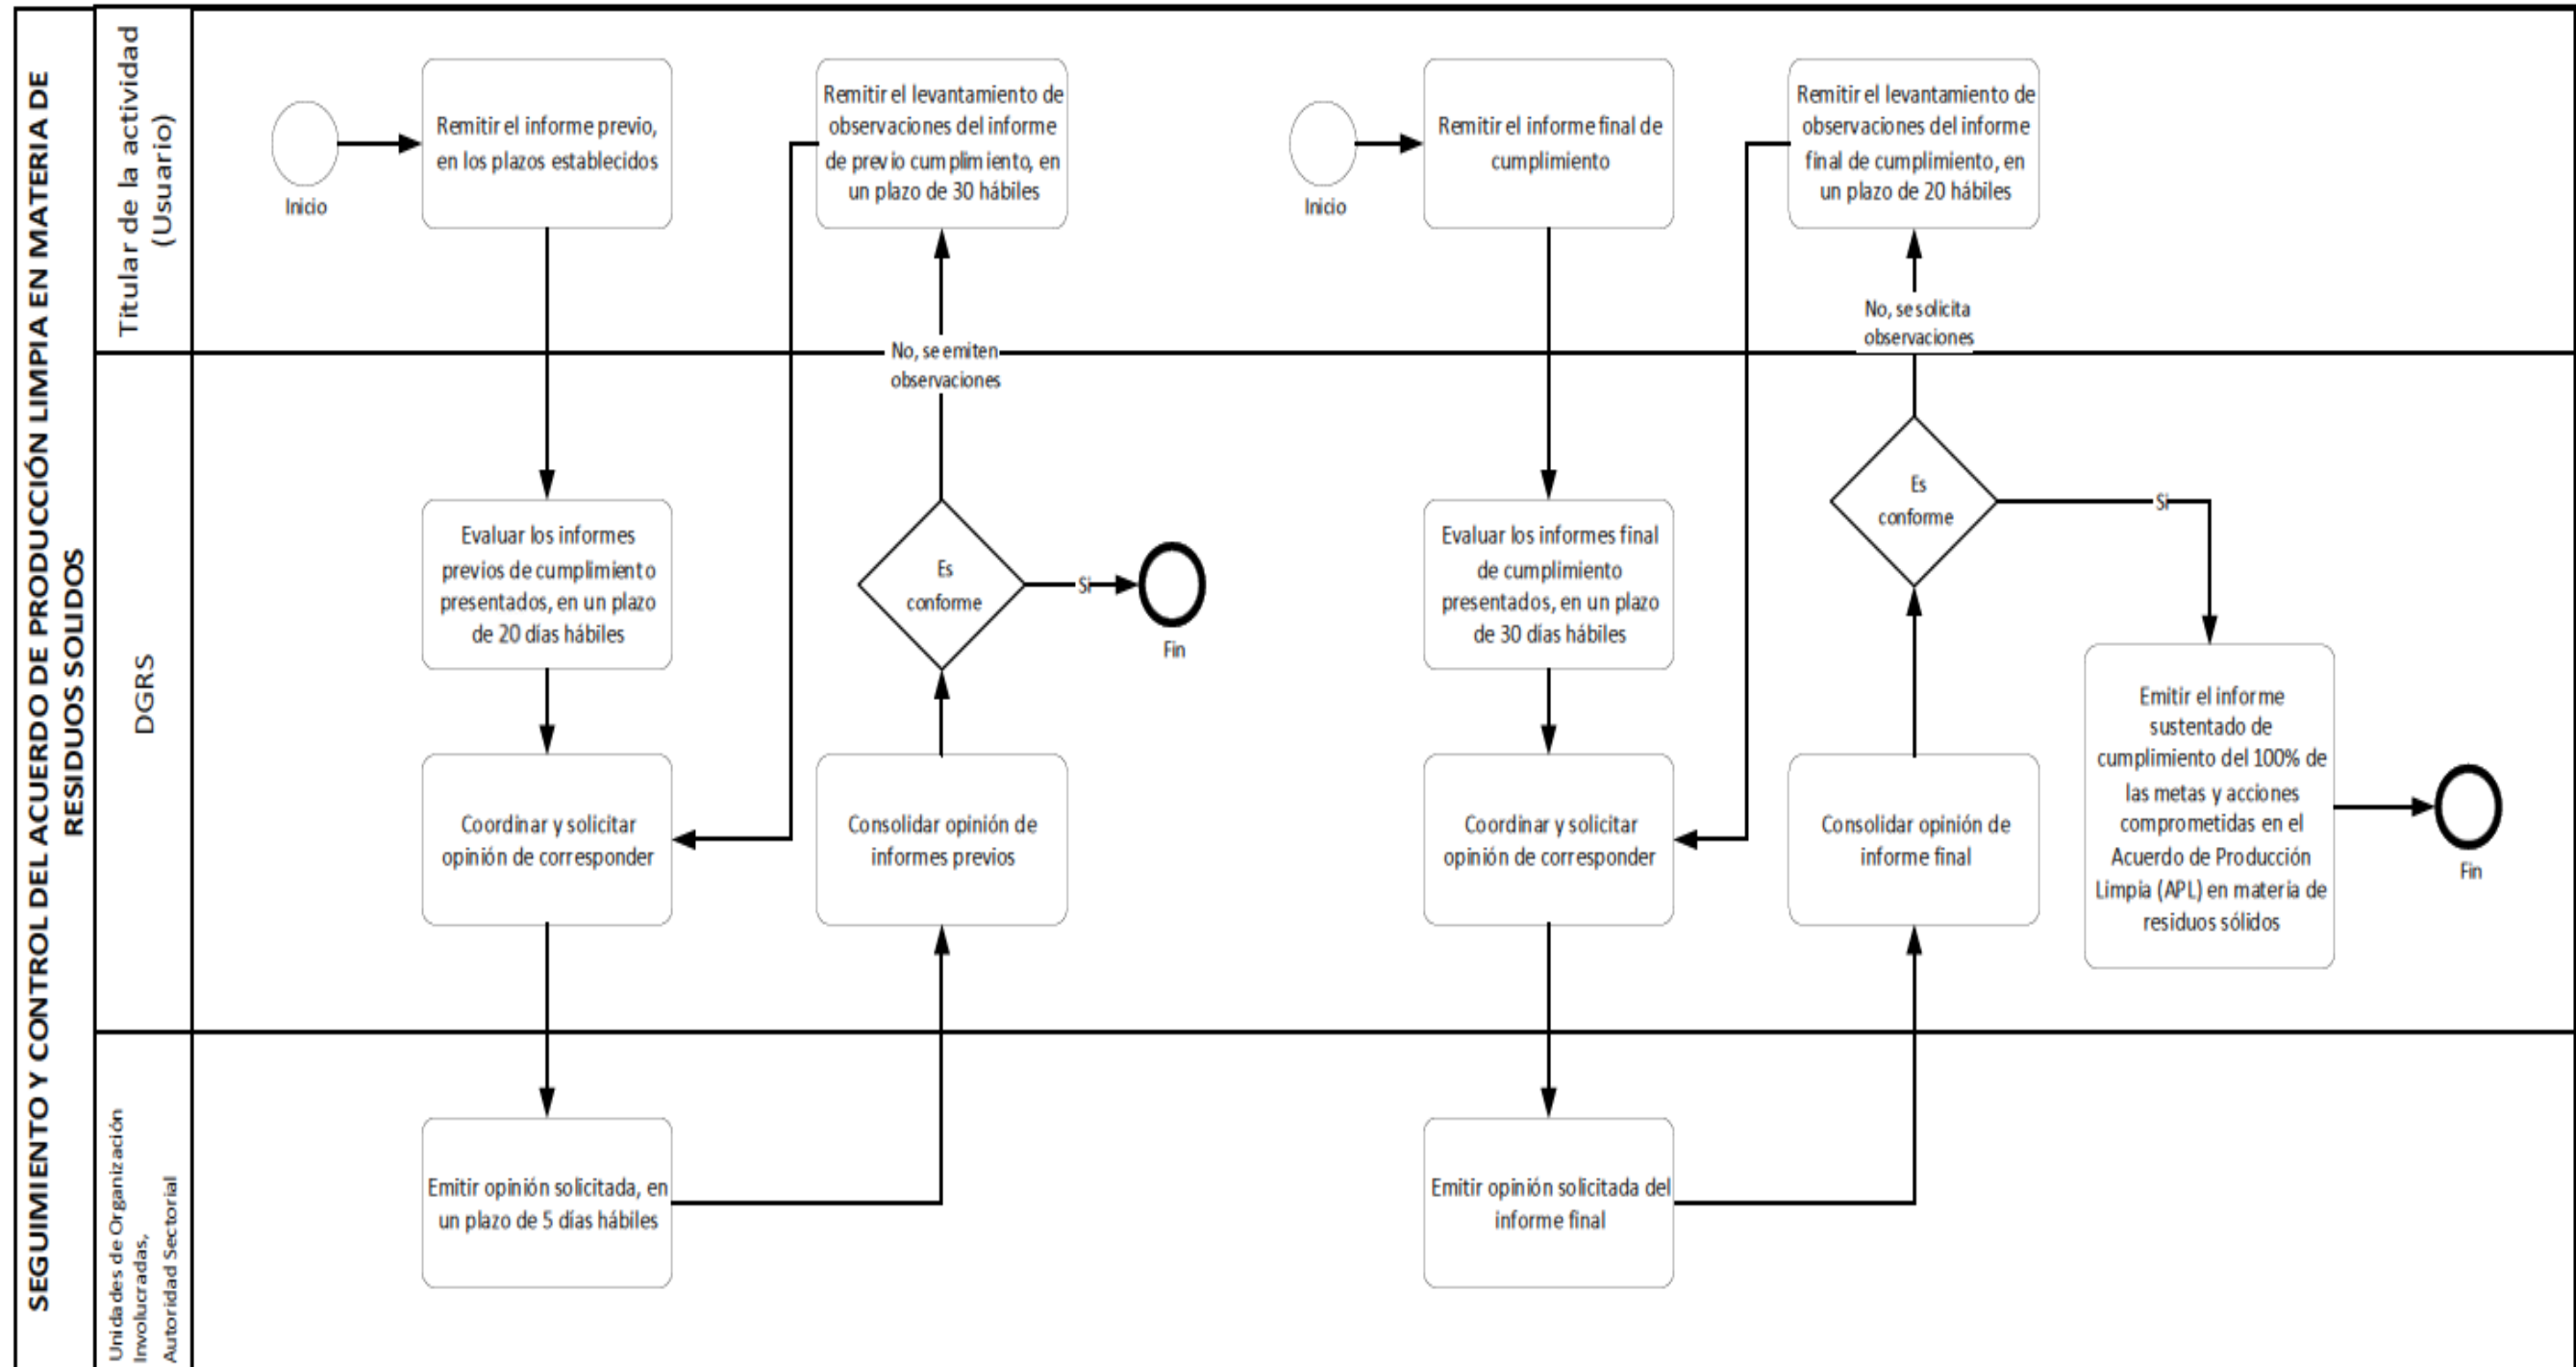 SEGUIMIENTO Y CONTROL DEL ACUERDO DE PRODUCCIÓN LIMPIA EN MATERIA DE
RESIDUOS SOLIDOS
Titular de la actividad
(Usuario)
Inicio
Remitir el informe previo,
en los plazos establecidos
Remitir el levantamiento de
observaciones del informe
de previo cumplimiento, en
un plazo de 30 hábiles
Inicio
Remitir el informe final de
cumplimiento
Remitir el levantamiento de
observaciones del informe
final de cumplimiento, en
un plazo de 20 hábiles
No, se emiten
observaciones
No, se solicita
observaciones
DGRS
Evaluar los informes
previos de cumplimiento
presentados, en un plazo
de 20 días hábiles
Es
conforme
Si
Fin
Evaluar los informes final
de cumplimiento
presentados, en un plazo
de 30 días hábiles
Es
conforme
Si
Coordinar y solicitar
opinión de corresponder
Consolidar opinión de
informes previos
Coordinar y solicitar
opinión de corresponder
Consolidar opinión de
informe final
Emitir el informe
sustentado de
cumplimiento del 100% de
las metas y acciones
comprometidas en el
Acuerdo de Producción
Limpia (APL) en materia de
residuos sólidos
Fin
Unidades de Organización
Involucradas,
Autoridad Sectorial
Emitir opinión solicitada, en
un plazo de 5 días hábiles
Emitir opinión solicitada del
informe final